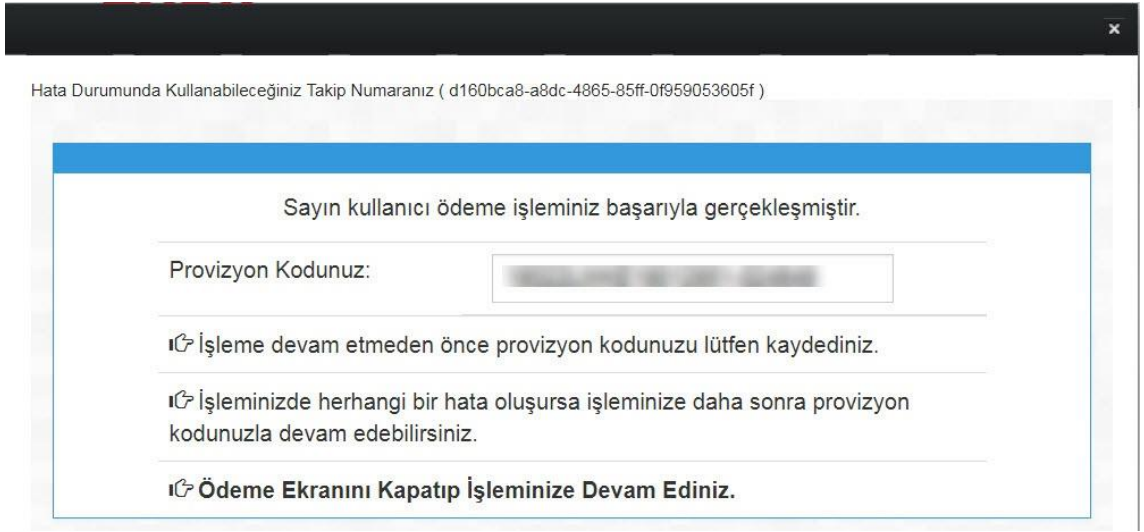 Hata Durumunda Kullanabileceğiniz Takip Numaranız ( d160bca8-a8dc-4865-85ff-0f959053605f )
Sayın kullanıcı ödeme işleminiz başarıyla gerçekleşmiştir.
Provizyon Kodunuz:
İşleme devam etmeden önce provizyon kodunuzu lütfen kaydediniz.
İşleminizde herhangi bir hata oluşursa işleminize daha sonra provizyon
kodunuzla devam edebilirsiniz.
Ödeme Ekranını Kapatıp İşleminize Devam Ediniz.